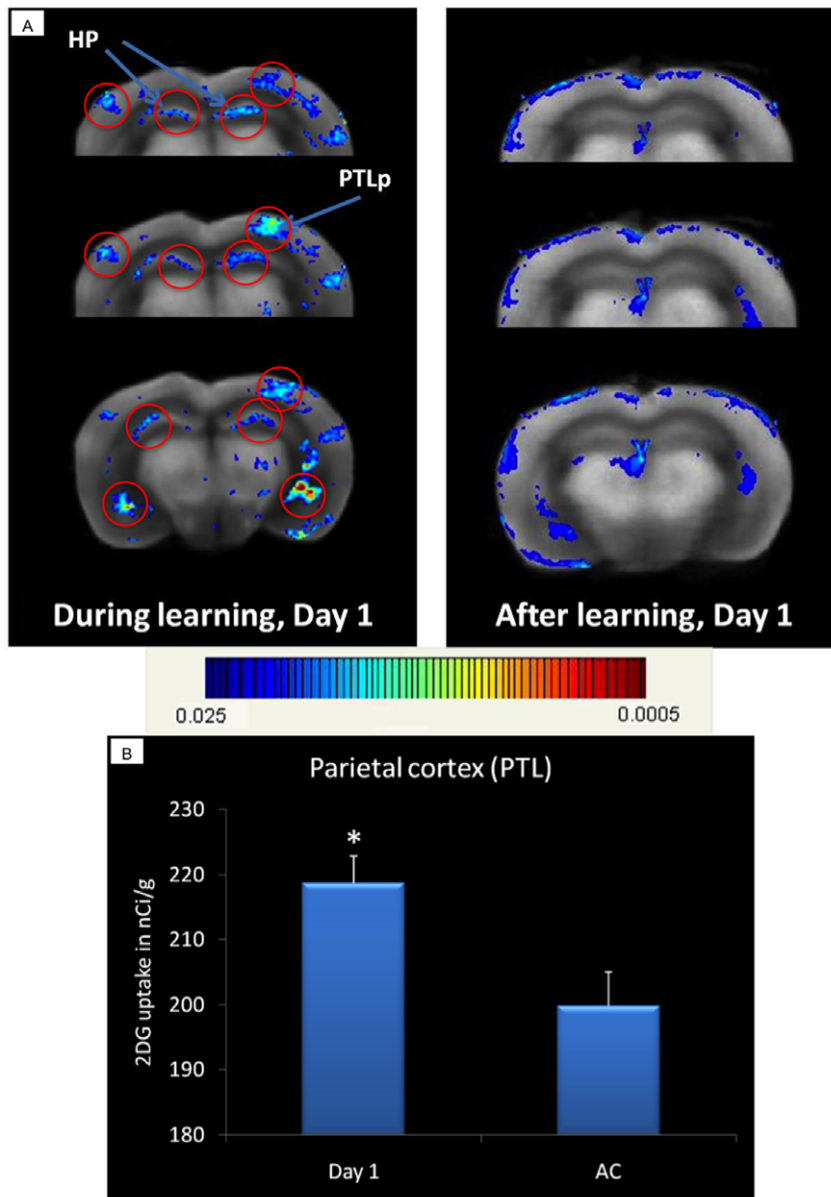 A
HP
PTLp
During learning, Day 1
After learning, Day 1
0.025
0.0005
B
Parietal cortex (PTL)
2DG uptake in nCi/g
230
220
210
200
190
180
*
Day 1
AC